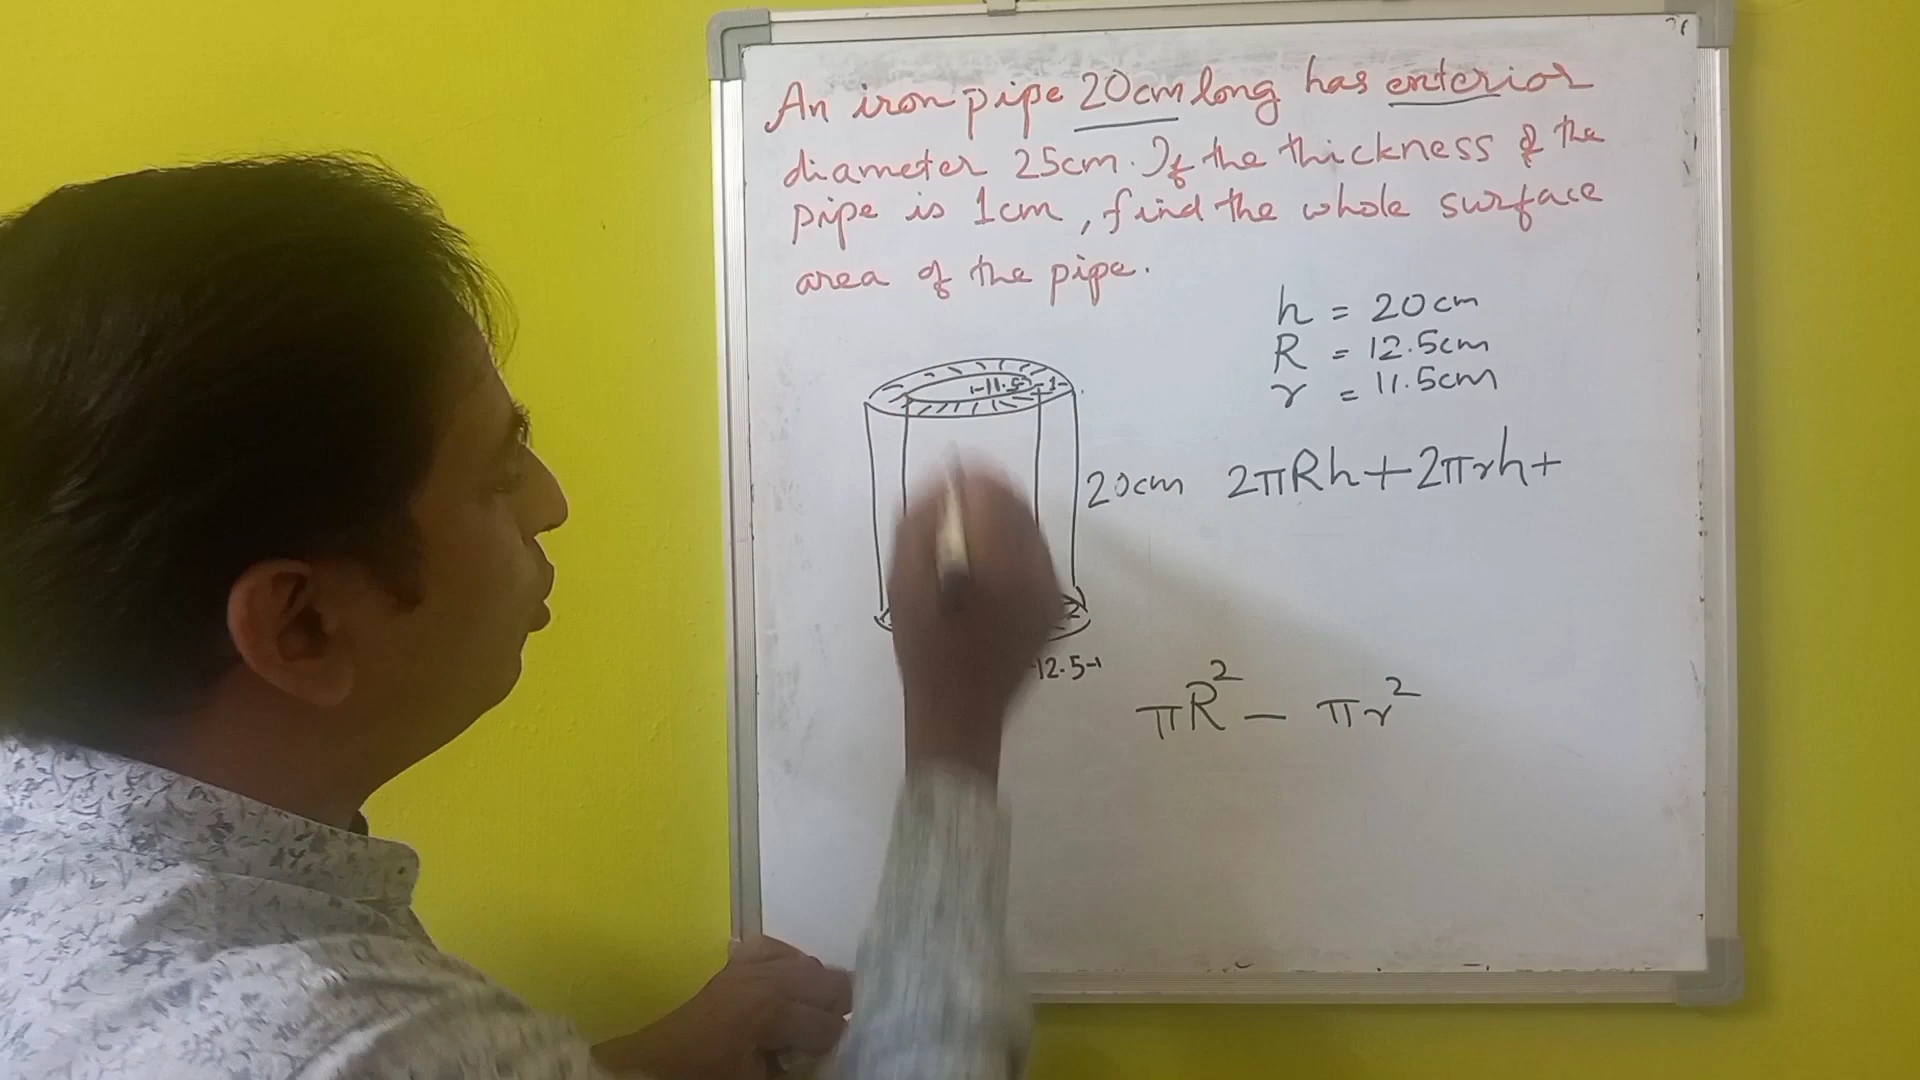 An iron pipe 20cm long has exterior
diameter 25cm. If the thickness of the
pipe is 1cm, find the whole surface
area of the pipe.
h = 20cm
R = 12.5cm
r = 11.5cm
-11.5-1-
20cm
2πRh+2πrh+
12.5-
πR² - πr²